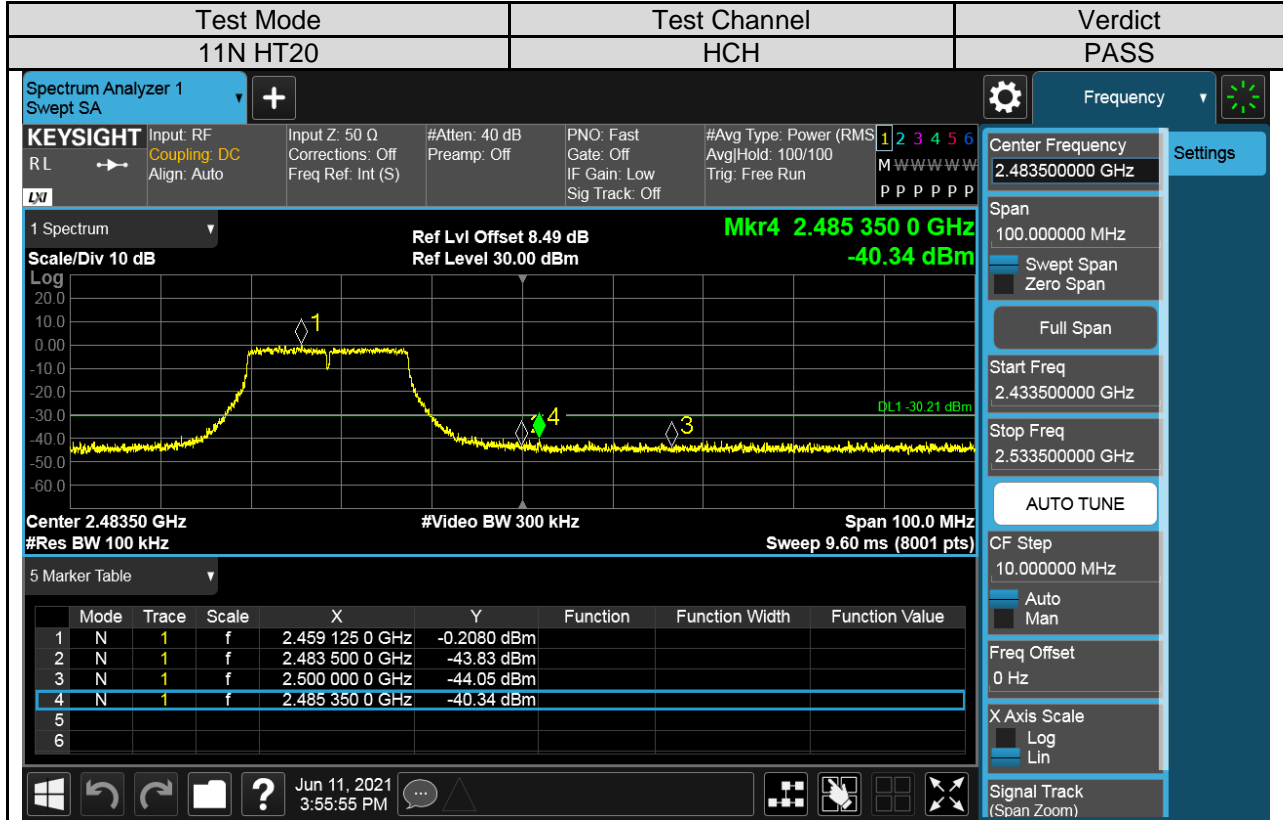 Test Mode Test Channel Verdict
11N HT20 HCH PASS
Spectrum Analyzer 1
Swept SA
Frequency
KEYSIGHT
R L
LXI
Input: RF
Coupling: DC
Align: Auto
Input Z: 50 Ω
Corrections: Off
Freq Ref: Int (S)
#Atten: 40 dB
Preamp: Off
PNO: Fast
Gate: Off
IF Gain: Low
Sig Track: Off
#Avg Type: Power (RMS
Avg|Hold: 100/100
Trig: Free Run
1 2 3 4 5 6
M W W W W W
P P P P P P
1 Spectrum
Scale/Div 10 dB
Ref Lvl Offset 8.49 dB
Ref Level 30.00 dBm
Mkr4 2.485 350 0 GHz
-40.34 dBm
Log
20.0
10.0
0.00
-10.0
-20.0
-30.0
-40.0
-50.0
-60.0
1
4
3
DL1 -30.21 dBm
Center 2.48350 GHz
#Res BW 100 kHz
#Video BW 300 kHz
Span 100.0 MHz
Sweep 9.60 ms (8001 pts)
5 Marker Table
Mode Trace Scale X Y Function Function Width Function Value
1 N 1 f 2.459 125 0 GHz -0.2080 dBm
2 N 1 f 2.483 500 0 GHz -43.83 dBm
3 N 1 f 2.500 000 0 GHz -44.05 dBm
4 N 1 f 2.485 350 0 GHz -40.34 dBm
5
6
Jun 11, 2021
3:55:55 PM
Settings
Center Frequency
2.483500000 GHz
Span
100.000000 MHz
Swept Span
Zero Span
Full Span
Start Freq
2.433500000 GHz
Stop Freq
2.533500000 GHz
AUTO TUNE
CF Step
10.000000 MHz
Auto
Man
Freq Offset
0 Hz
X Axis Scale
Log
Lin
Signal Track
(Span Zoom)